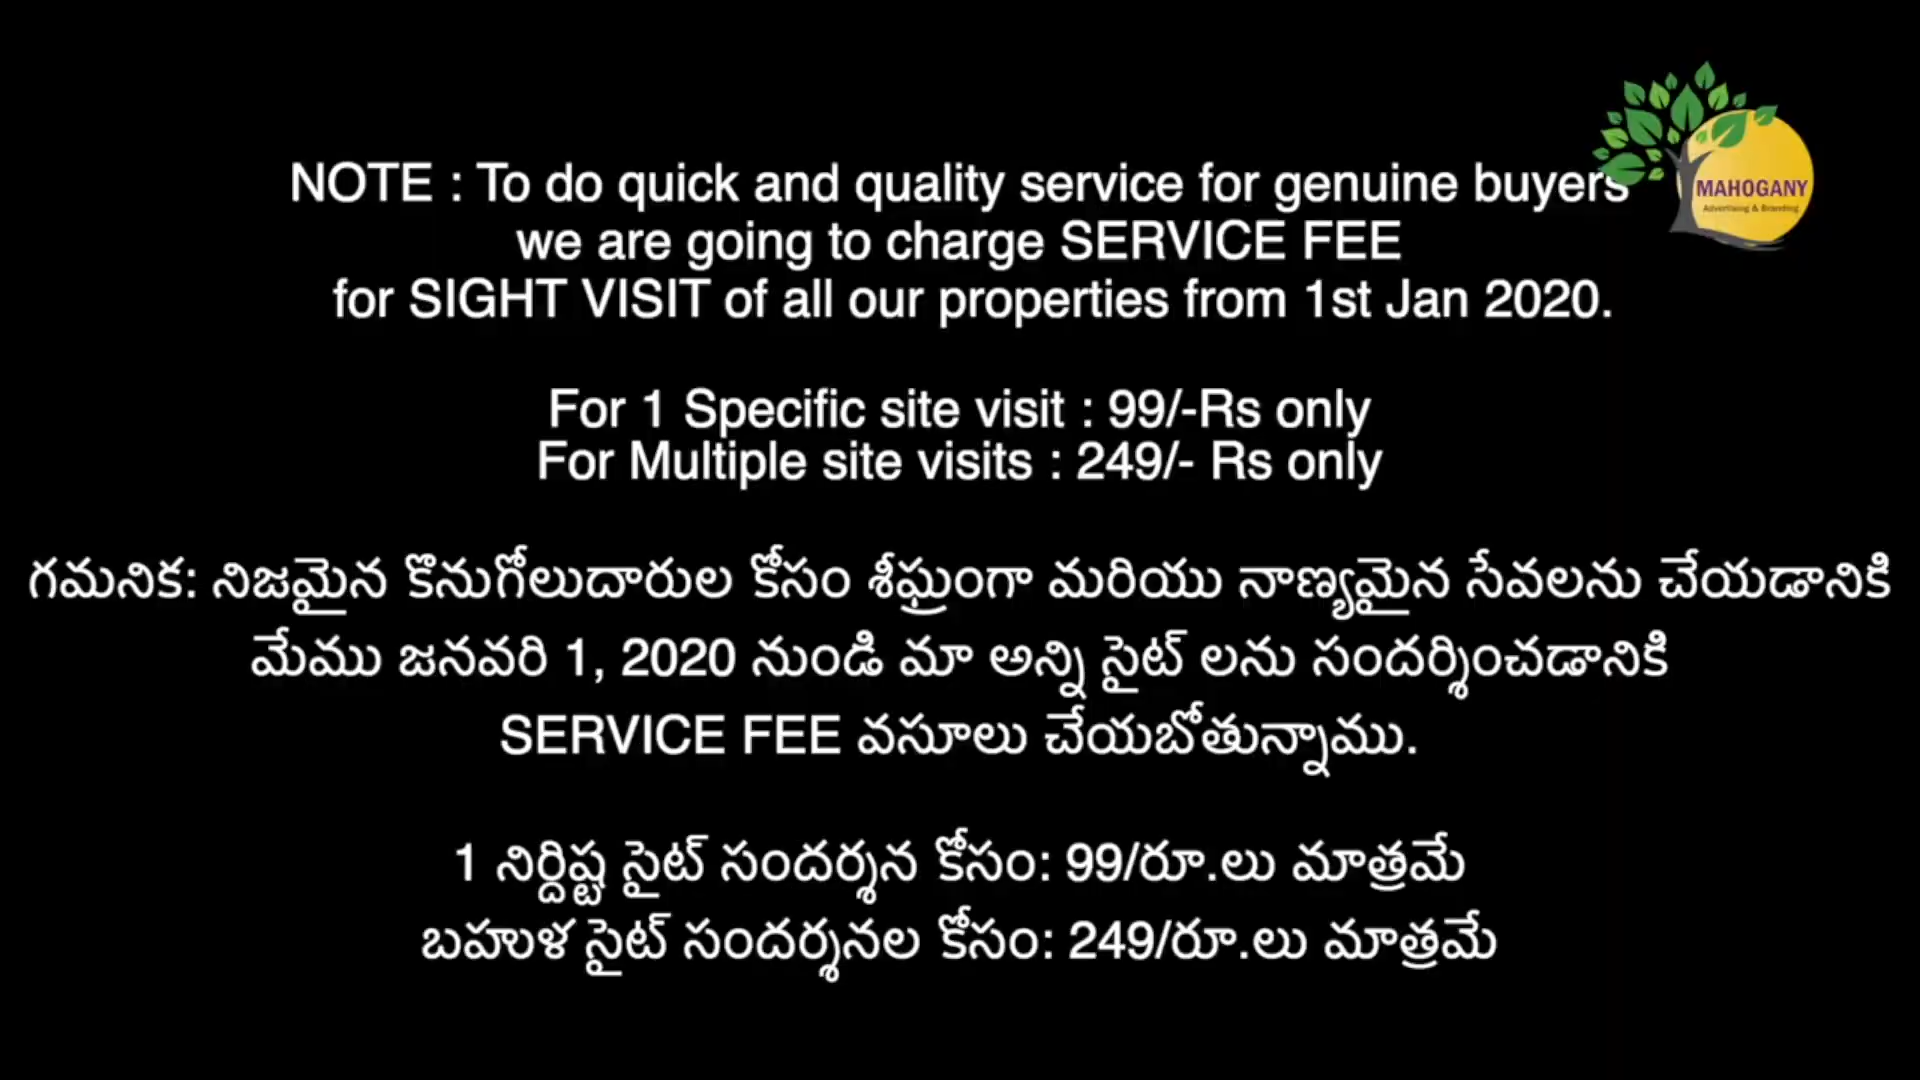 NOTE : To do quick and quality service for genuine buyers
we are going to charge SERVICE FEE
for SIGHT VISIT of all our properties from 1st Jan 2020.
For 1 Specific site visit : 99/-Rs only
For Multiple site visits : 249/- Rs only
గమనిక: నిజమైన కొనుగోలుదారుల కోసం శీఘ్రంగా మరియు నాణ్యమైన సేవలను చేయడానికి
మేము జనవరి 1, 2020 నుండి మా అన్ని సైట్ లను సందర్శించడానికి
SERVICE FEE వసూలు చేయబోతున్నాము.
1 నిర్దిష్ట సైట్ సందర్శన కోసం: 99/రూ.లు మాత్రమే
బహుళ సైట్ సందర్శనల కోసం: 249/రూ.లు మాత్రమే
MAHOGANY
Advertising & Branding